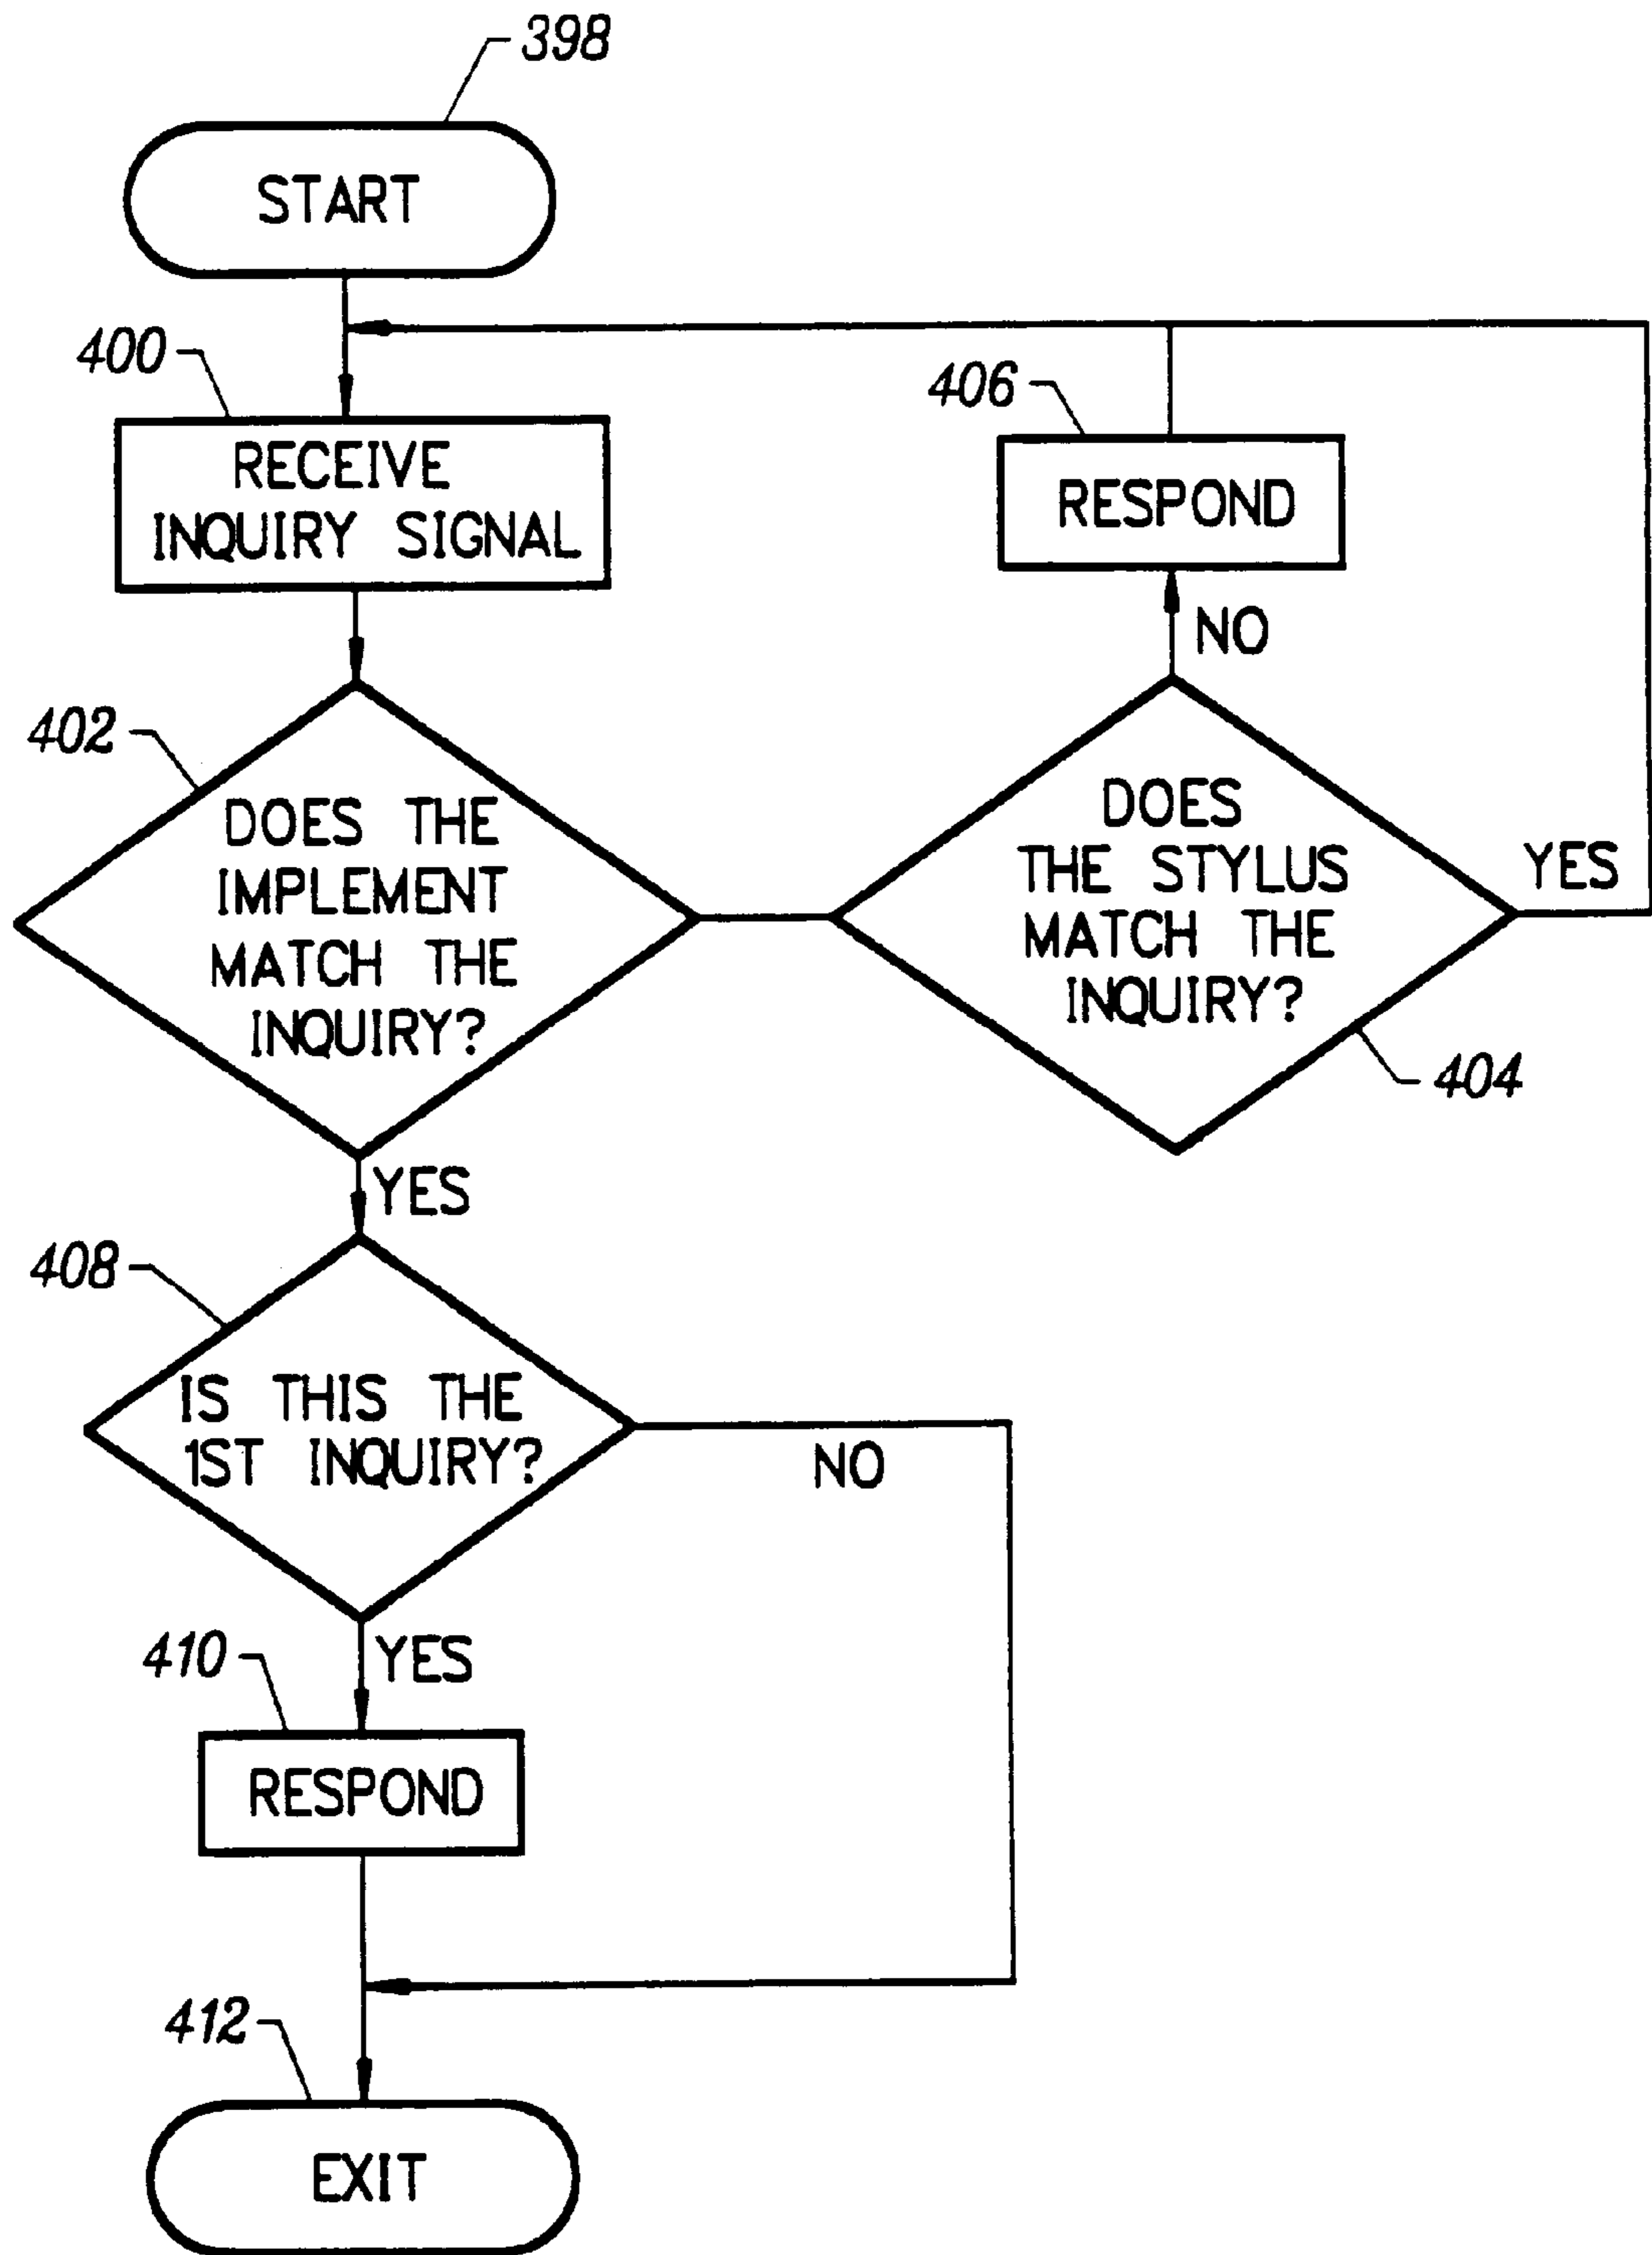 398
START
400
RECEIVE
INQUIRY SIGNAL
406
RESPOND
NO
402
DOES THE
IMPLEMENT
MATCH THE
INQUIRY?
DOES
THE STYLUS
MATCH THE
INQUIRY?
YES
404
YES
408
IS THIS THE
1ST INQUIRY?
NO
YES
410
RESPOND
412
EXIT